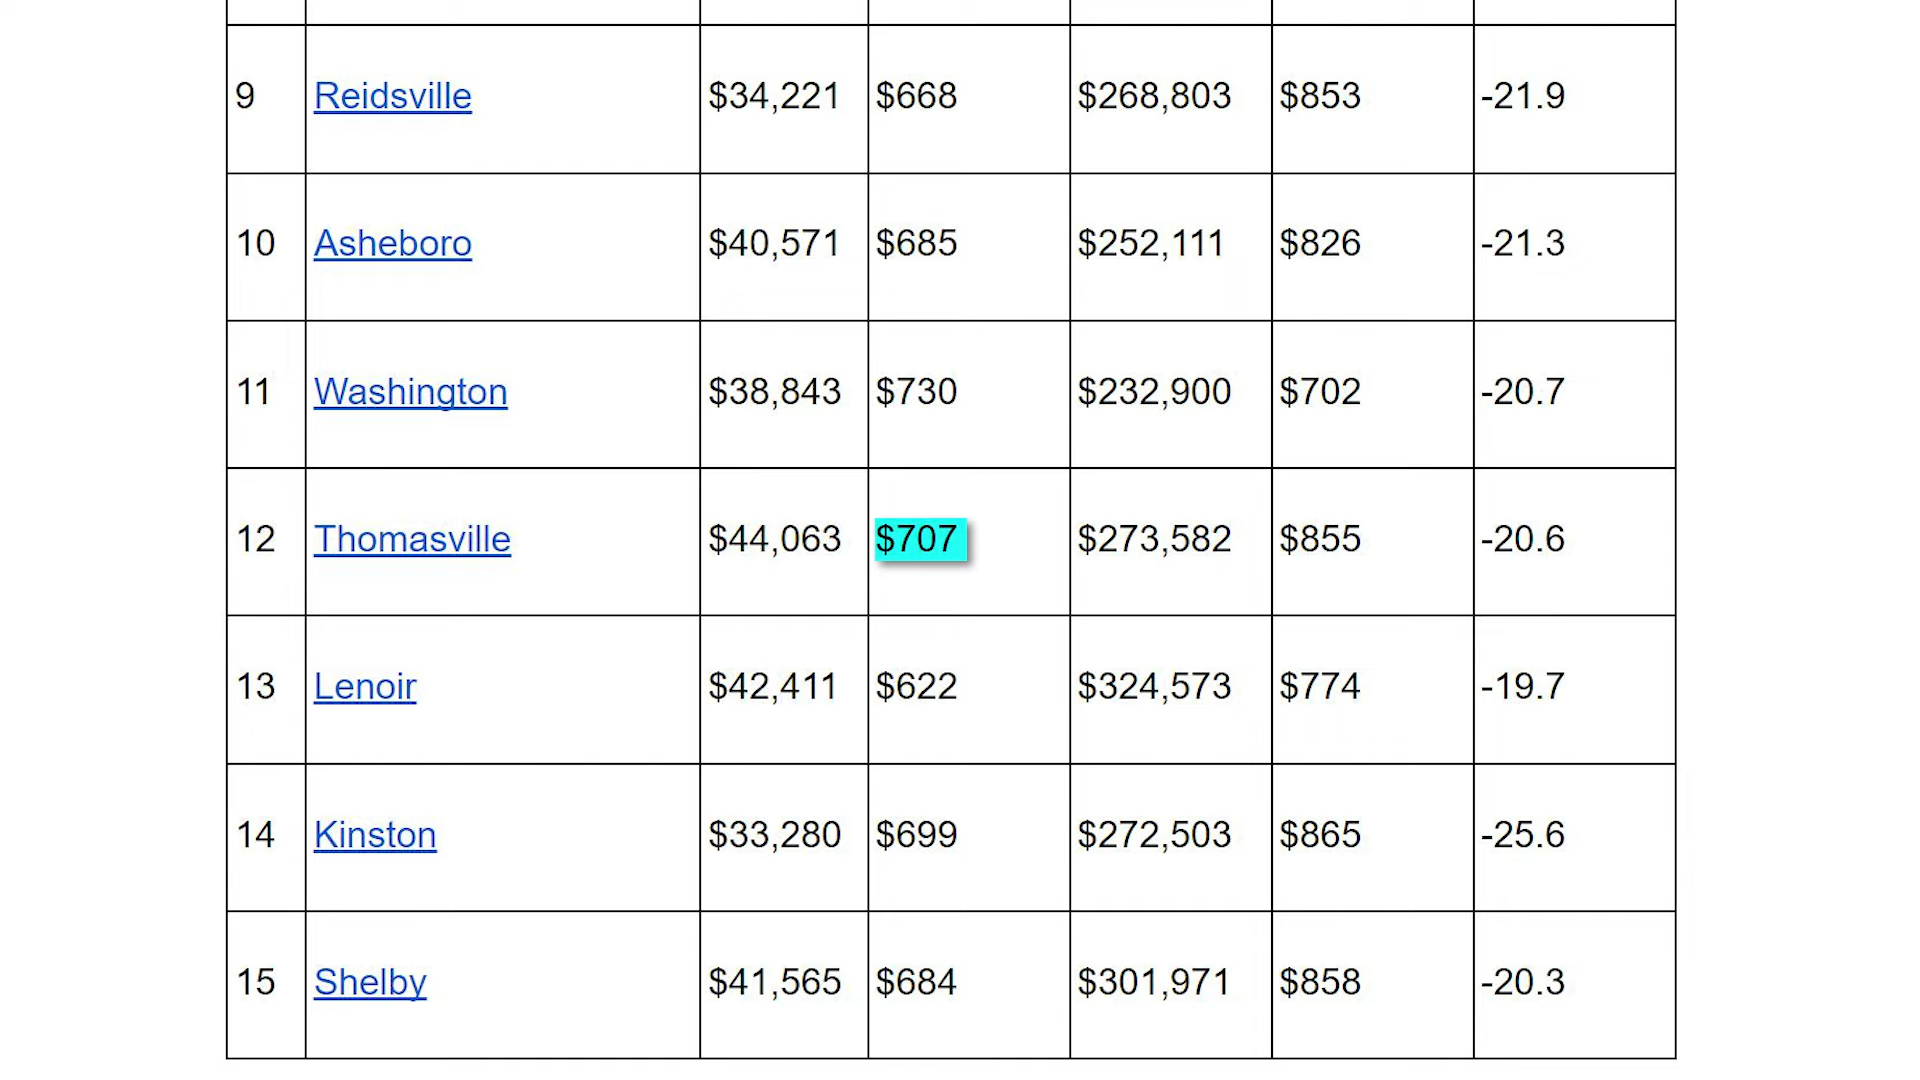 9 Reidsville $34,221 $668 $268,803 $853 -21.9
10 Asheboro $40,571 $685 $252,111 $826 -21.3
11 Washington $38,843 $730 $232,900 $702 -20.7
12 Thomasville $44,063 $707 $273,582 $855 -20.6
13 Lenoir $42,411 $622 $324,573 $774 -19.7
14 Kinston $33,280 $699 $272,503 $865 -25.6
15 Shelby $41,565 $684 $301,971 $858 -20.3